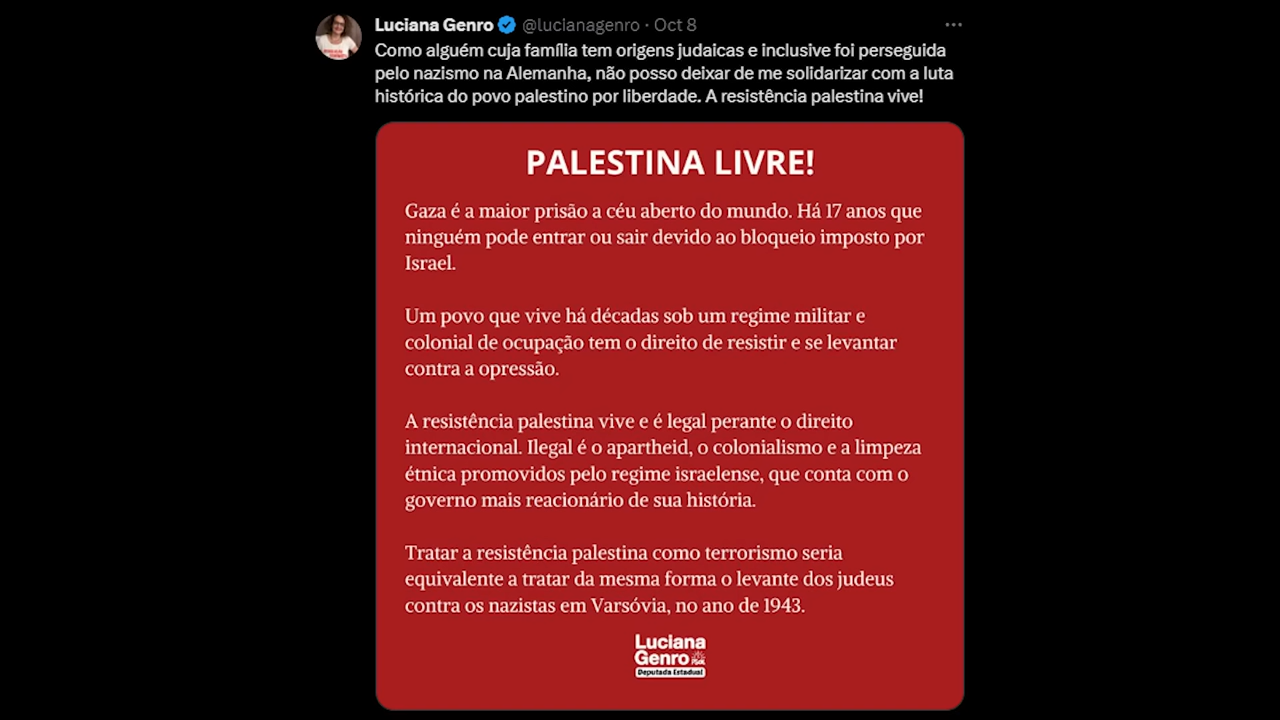 Luciana Genro @lucianagenro · Oct 8
Como alguém cuja família tem origens judaicas e inclusive foi perseguida
pelo nazismo na Alemanha, não posso deixar de me solidarizar com a luta
histórica do povo palestino por liberdade. A resistência palestina vive!
PALESTINA LIVRE!
Gaza é a maior prisão a céu aberto do mundo. Há 17 anos que
ninguém pode entrar ou sair devido ao bloqueio imposto por
Israel.
Um povo que vive há décadas sob um regime militar e
colonial de ocupação tem o direito de resistir e se levantar
contra a opressão.
A resistência palestina vive e é legal perante o direito
internacional. Ilegal é o apartheid, o colonialismo e a limpeza
étnica promovidos pelo regime israelense, que conta com o
governo mais reacionário de sua história.
Tratar a resistência palestina como terrorismo seria
equivalente a tratar da mesma forma o levante dos judeus
contra os nazistas em Varsóvia, no ano de 1943.
Luciana
Genro PSOL
Deputada Estadual